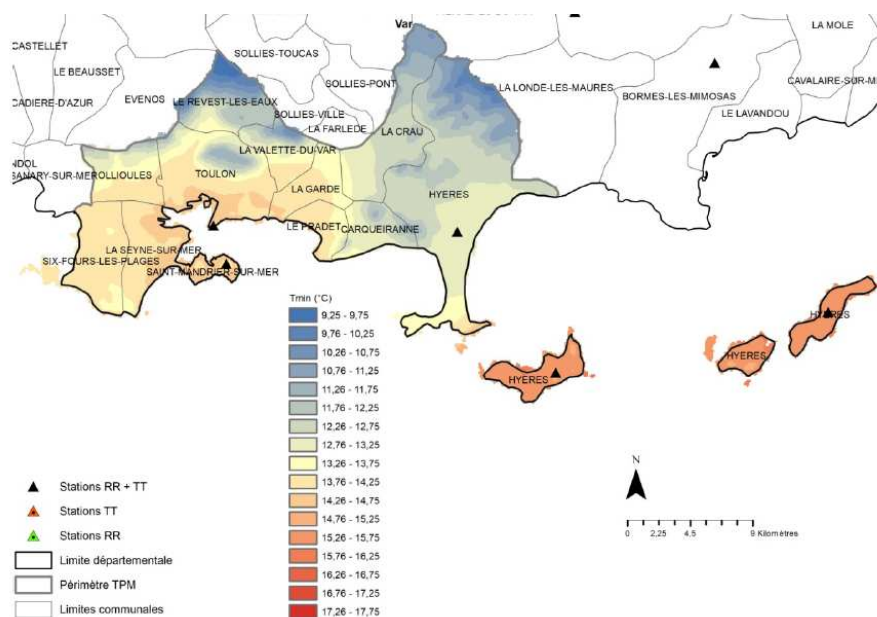 Var
LA MOLE
CASTELLET
SOLLIES-TOUCAS
LE BEAUSSET
SOLLIES-PONT
LA LONDE-LES-MAURES
CAVALAIRE-SUR-M
CADIERE-D'AZUR
EVENOS
LE REVEST-LES-EAUX
BORMES-LES-MIMOSAS
SOLLIES-VILLE
LE LAVANDOU
LA FARLEDE
LA CRAU
LA VALETTE-DU-VAR
NDOL
SANARY-SUR-MER
OLLIOULES
TOULON
LA GARDE
HYERES
LE PRADET
CARQUEIRANNE
LA SEYNE-SUR-MER
SIX-FOURS-LES-PLAGES
SAINT-MANDRIER-SUR-MER
HYERES
HYERES
HYERES
Tmin (°C)
9,25 - 9,75
9,76 - 10,25
10,26 - 10,75
10,76 - 11,25
11,26 - 11,75
11,76 - 12,25
12,26 - 12,75
12,76 - 13,25
13,26 - 13,75
13,76 - 14,25
14,26 - 14,75
14,76 - 15,25
15,26 - 15,75
15,76 - 16,25
16,26 - 16,75
16,76 - 17,25
17,26 - 17,75
Stations RR + TT
Stations TT
Stations RR
Limite départementale
Périmètre TPM
Limites communales
N
0 2,25 4,5 9 Kilomètres